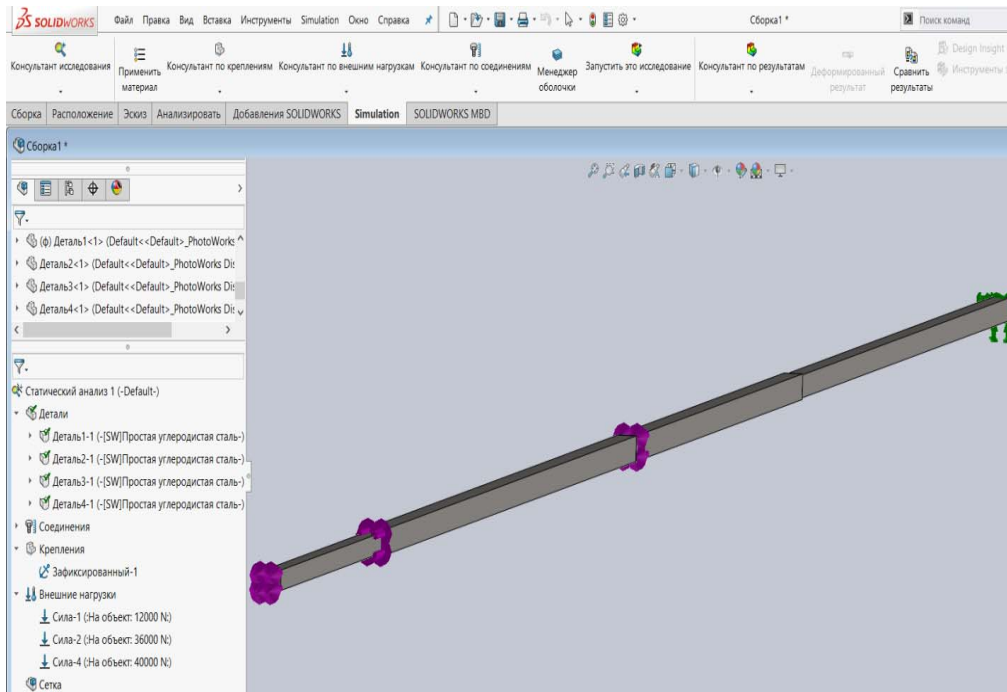 SOLIDWORKS Файл Правка Вид Вставка Инструменты Simulation Окно Справка Сборка1 * Поиск команд
Консультант исследования Применить материал Консультант по креплениям Консультант по внешним нагрузкам Консультант по соединениям Менеджер оболочки Запустить это исследование Консультант по результатам Деформированный результат Сравнить результаты Design Insight
Инструменты
Сборка Расположение Эскиз Анализировать Добавления SOLIDWORKS Simulation SOLIDWORKS MBD
Сборка1 *
(ф) Деталь1<1> (Default<<Default>_PhotoWorks
Деталь2<1> (Default<<Default>_PhotoWorks Dis
Деталь3<1> (Default<<Default>_PhotoWorks Dis
Деталь4<1> (Default<<Default>_PhotoWorks Dis
Статический анализ 1 (-Default-)
Детали
Деталь1-1 (-[SW]Простая углеродистая сталь-)
Деталь2-1 (-[SW]Простая углеродистая сталь-)
Деталь3-1 (-[SW]Простая углеродистая сталь-)
Деталь4-1 (-[SW]Простая углеродистая сталь-)
Соединения
Крепления
Зафиксированный-1
Внешние нагрузки
Сила-1 (:На объект: 12000 N:)
Сила-2 (:На объект: 36000 N:)
Сила-4 (:На объект: 40000 N:)
Сетка